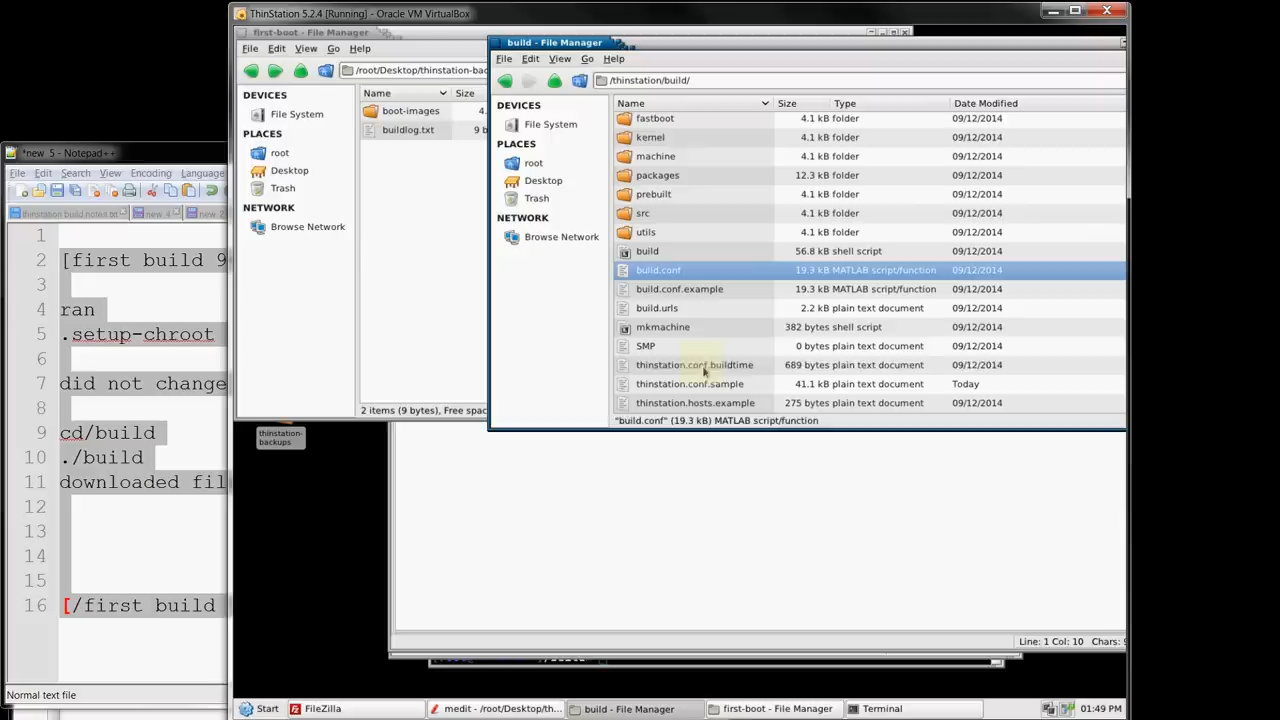 ThinStation 5.2.4 [Running] - Oracle VM VirtualBox
first-boot - File Manager
File Edit View Go Help
/root/Desktop/thinstation-bac
DEVICES
File System
PLACES
root
Desktop
Trash
NETWORK
Browse Network
Name Size
boot-images 4.
buildlog.txt 9 b
2 items (9 bytes), Free spac
build - File Manager
File Edit View Go Help
/thinstation/build/
DEVICES
File System
PLACES
root
Desktop
Trash
NETWORK
Browse Network
Name Size Type Date Modified
fastboot 4.1 kB folder 09/12/2014
kernel 4.1 kB folder 09/12/2014
machine 4.1 kB folder 09/12/2014
packages 12.3 kB folder 09/12/2014
prebuilt 4.1 kB folder 09/12/2014
src 4.1 kB folder 09/12/2014
utils 4.1 kB folder 09/12/2014
build 56.8 kB shell script 09/12/2014
build.conf 19.3 kB MATLAB script/function 09/12/2014
build.conf.example 19.3 kB MATLAB script/function 09/12/2014
build.urls 2.2 kB plain text document 09/12/2014
mkmachine 382 bytes shell script 09/12/2014
SMP 0 bytes plain text document 09/12/2014
thinstation.conf.buildtime 689 bytes plain text document 09/12/2014
thinstation.conf.sample 41.1 kB plain text document Today
thinstation.hosts.example 275 bytes plain text document 09/12/2014
"build.conf" (19.3 kB) MATLAB script/function
*new 5 - Notepad++
File Edit Search View Encoding Language
thinstation build notes.txt new 4 new 2
1
2 [first build 9
3
4 ran
5 .setup-chroot
6
7 did not change
8
9 cd/build
10 ./build
11 downloaded fil
12
13
14
15
16 [/first build
Normal text file
thinstation-
backups
Line: 1 Col: 10 Chars:
Start FileZilla medit - /root/Desktop/th... build - File Manager first-boot - File Manager Terminal 01:49 PM